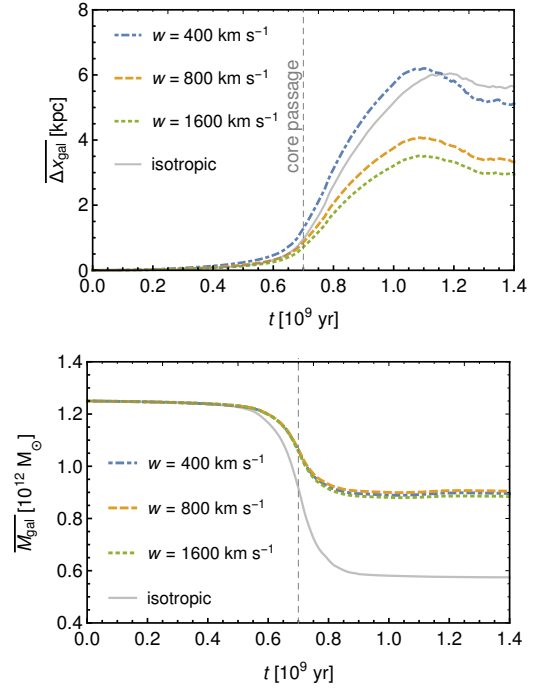 w = 400 km s⁻¹
w = 800 km s⁻¹
w = 1600 km s⁻¹
isotropic
core passage
Δx_gal [kpc]
8
6
4
2
0
0.0 0.2 0.4 0.6 0.8 1.0 1.2 1.4
t [10⁹ yr]
M_gal [10¹² M⊙]
1.4
1.2
1.0
0.8
0.6
0.4
w = 400 km s⁻¹
w = 800 km s⁻¹
w = 1600 km s⁻¹
isotropic
0.0 0.2 0.4 0.6 0.8 1.0 1.2 1.4
t [10⁹ yr]